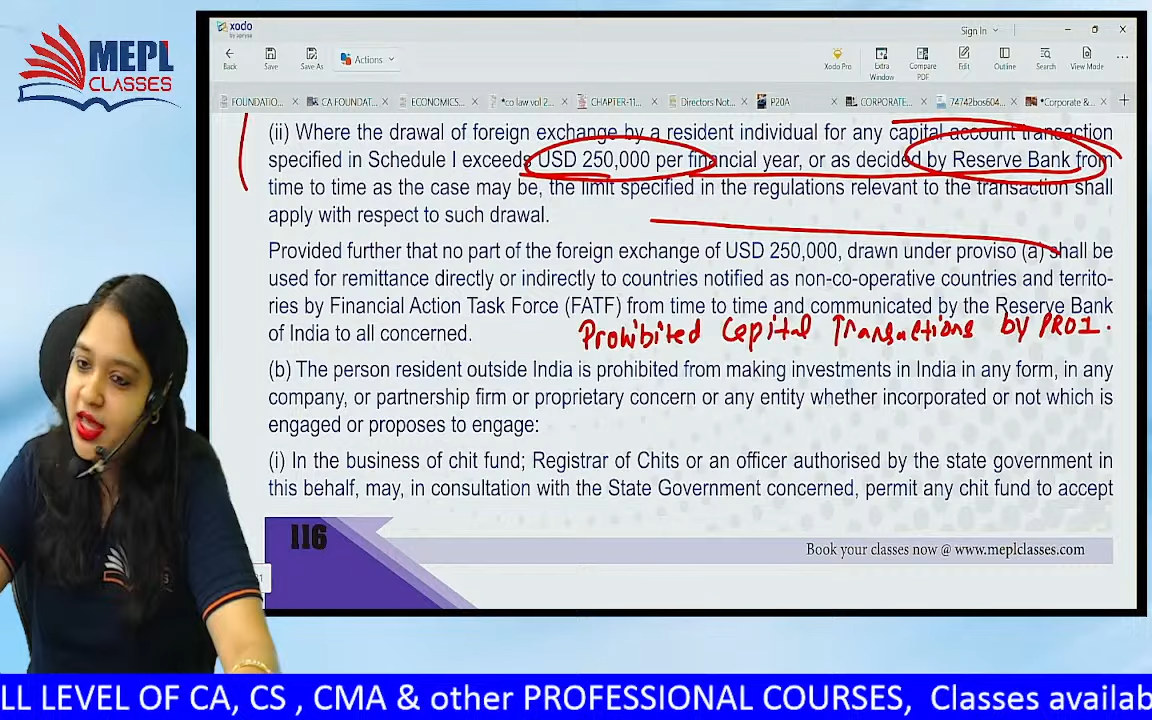 MEPL
CLASSES
xodo
by apryse
Sign In
Back
Save
Save As
Actions
Xodo Pro
Extra
Window
Compare
PDF
Edit
Outline
Search
View Mode
FOUNDATIO...
CA FOUNDAT...
ECONOMICS...
*co law vol 2...
CHAPTER-11...
Directors Not...
P20A
CORPORATE...
74742bos604...
*Corporate &...
(ii) Where the drawal of foreign exchange by a resident individual for any capital account transaction
specified in Schedule I exceeds USD 250,000 per financial year, or as decided by Reserve Bank from
time to time as the case may be, the limit specified in the regulations relevant to the transaction shall
apply with respect to such drawal.
Provided further that no part of the foreign exchange of USD 250,000, drawn under proviso (a) shall be
used for remittance directly or indirectly to countries notified as non-co-operative countries and territo-
ries by Financial Action Task Force (FATF) from time to time and communicated by the Reserve Bank
of India to all concerned.
Prohibited Capital Transactions by PROI.
(b) The person resident outside India is prohibited from making investments in India in any form, in any
company, or partnership firm or proprietary concern or any entity whether incorporated or not which is
engaged or proposes to engage:
(i) In the business of chit fund; Registrar of Chits or an officer authorised by the state government in
this behalf, may, in consultation with the State Government concerned, permit any chit fund to accept
116
Book your classes now @ www.meplclasses.com
LL LEVEL OF CA, CS , CMA & other PROFESSIONAL COURSES, Classes availab